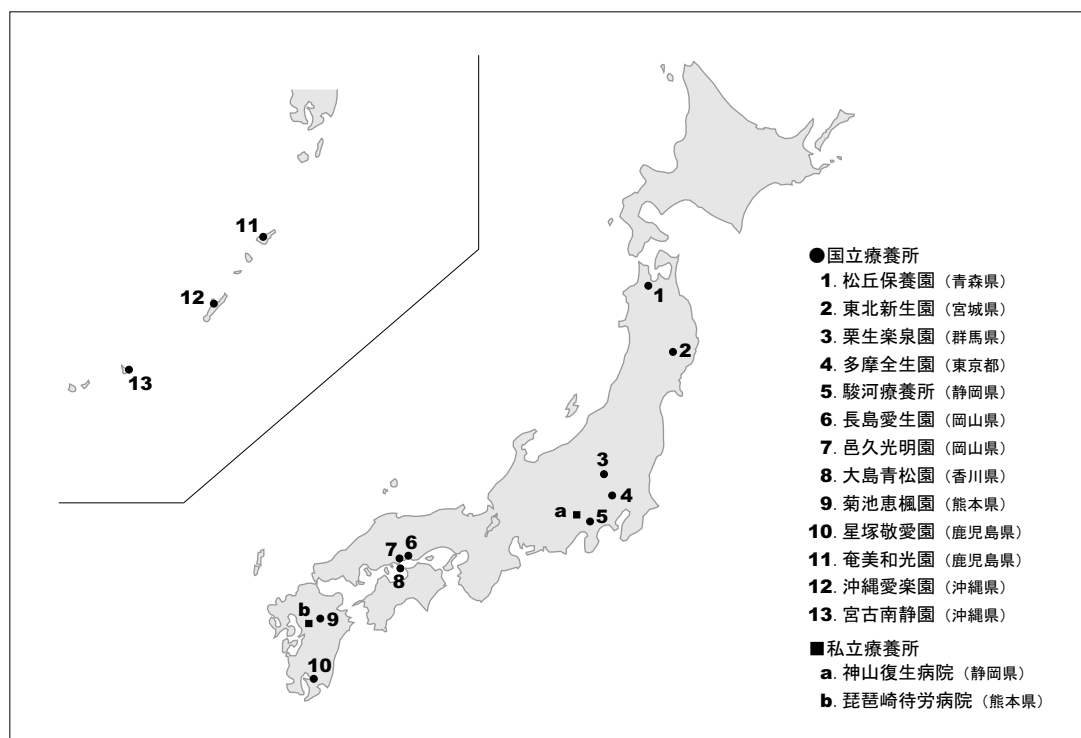 11
12
13
1
2
3
4
a
5
7
6
8
b
9
10
●国立療養所
1. 松丘保養園（青森県）
2. 東北新生園（宮城県）
3. 栗生楽泉園（群馬県）
4. 多摩全生園（東京都）
5. 駿河療養所（静岡県）
6. 長島愛生園（岡山県）
7. 邑久光明園（岡山県）
8. 大島青松園（香川県）
9. 菊池恵楓園（熊本県）
10. 星塚敬愛園（鹿児島県）
11. 奄美和光園（鹿児島県）
12. 沖縄愛楽園（沖縄県）
13. 宮古南静園（沖縄県）
■私立療養所
a. 神山復生病院（静岡県）
b. 琵琶崎待労病院（熊本県）